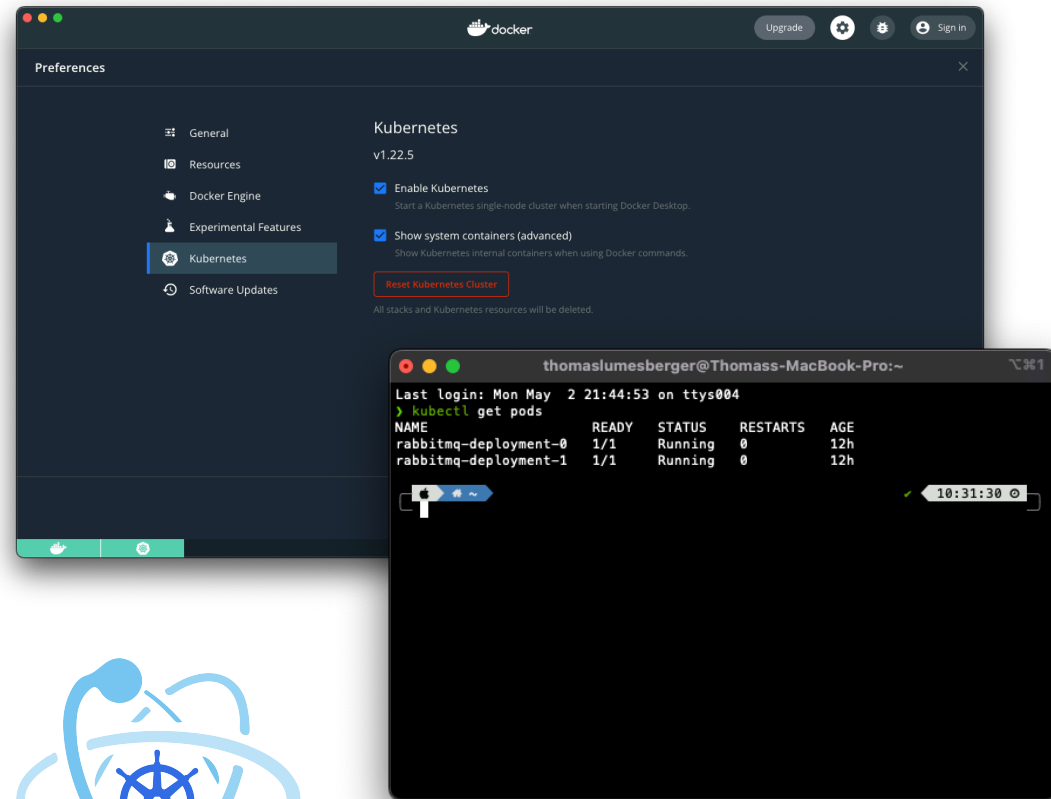 docker
Upgrade
Sign in
Preferences
General
Resources
Docker Engine
Experimental Features
Kubernetes
Software Updates
Kubernetes
v1.22.5
Enable Kubernetes
Start a Kubernetes single-node cluster when starting Docker Desktop.
Show system containers (advanced)
Show Kubernetes internal containers when using Docker commands.
Reset Kubernetes Cluster
All stacks and Kubernetes resources will be deleted.
thomaslumesberger@Thomass-MacBook-Pro:~ ⌥⌘1
Last login: Mon May  2 21:44:53 on ttys004
❯ kubectl get pods
NAME READY STATUS RESTARTS AGE
rabbitmq-deployment-0 1/1 Running 0 12h
rabbitmq-deployment-1 1/1 Running 0 12h
~ ✔ 10:31:30